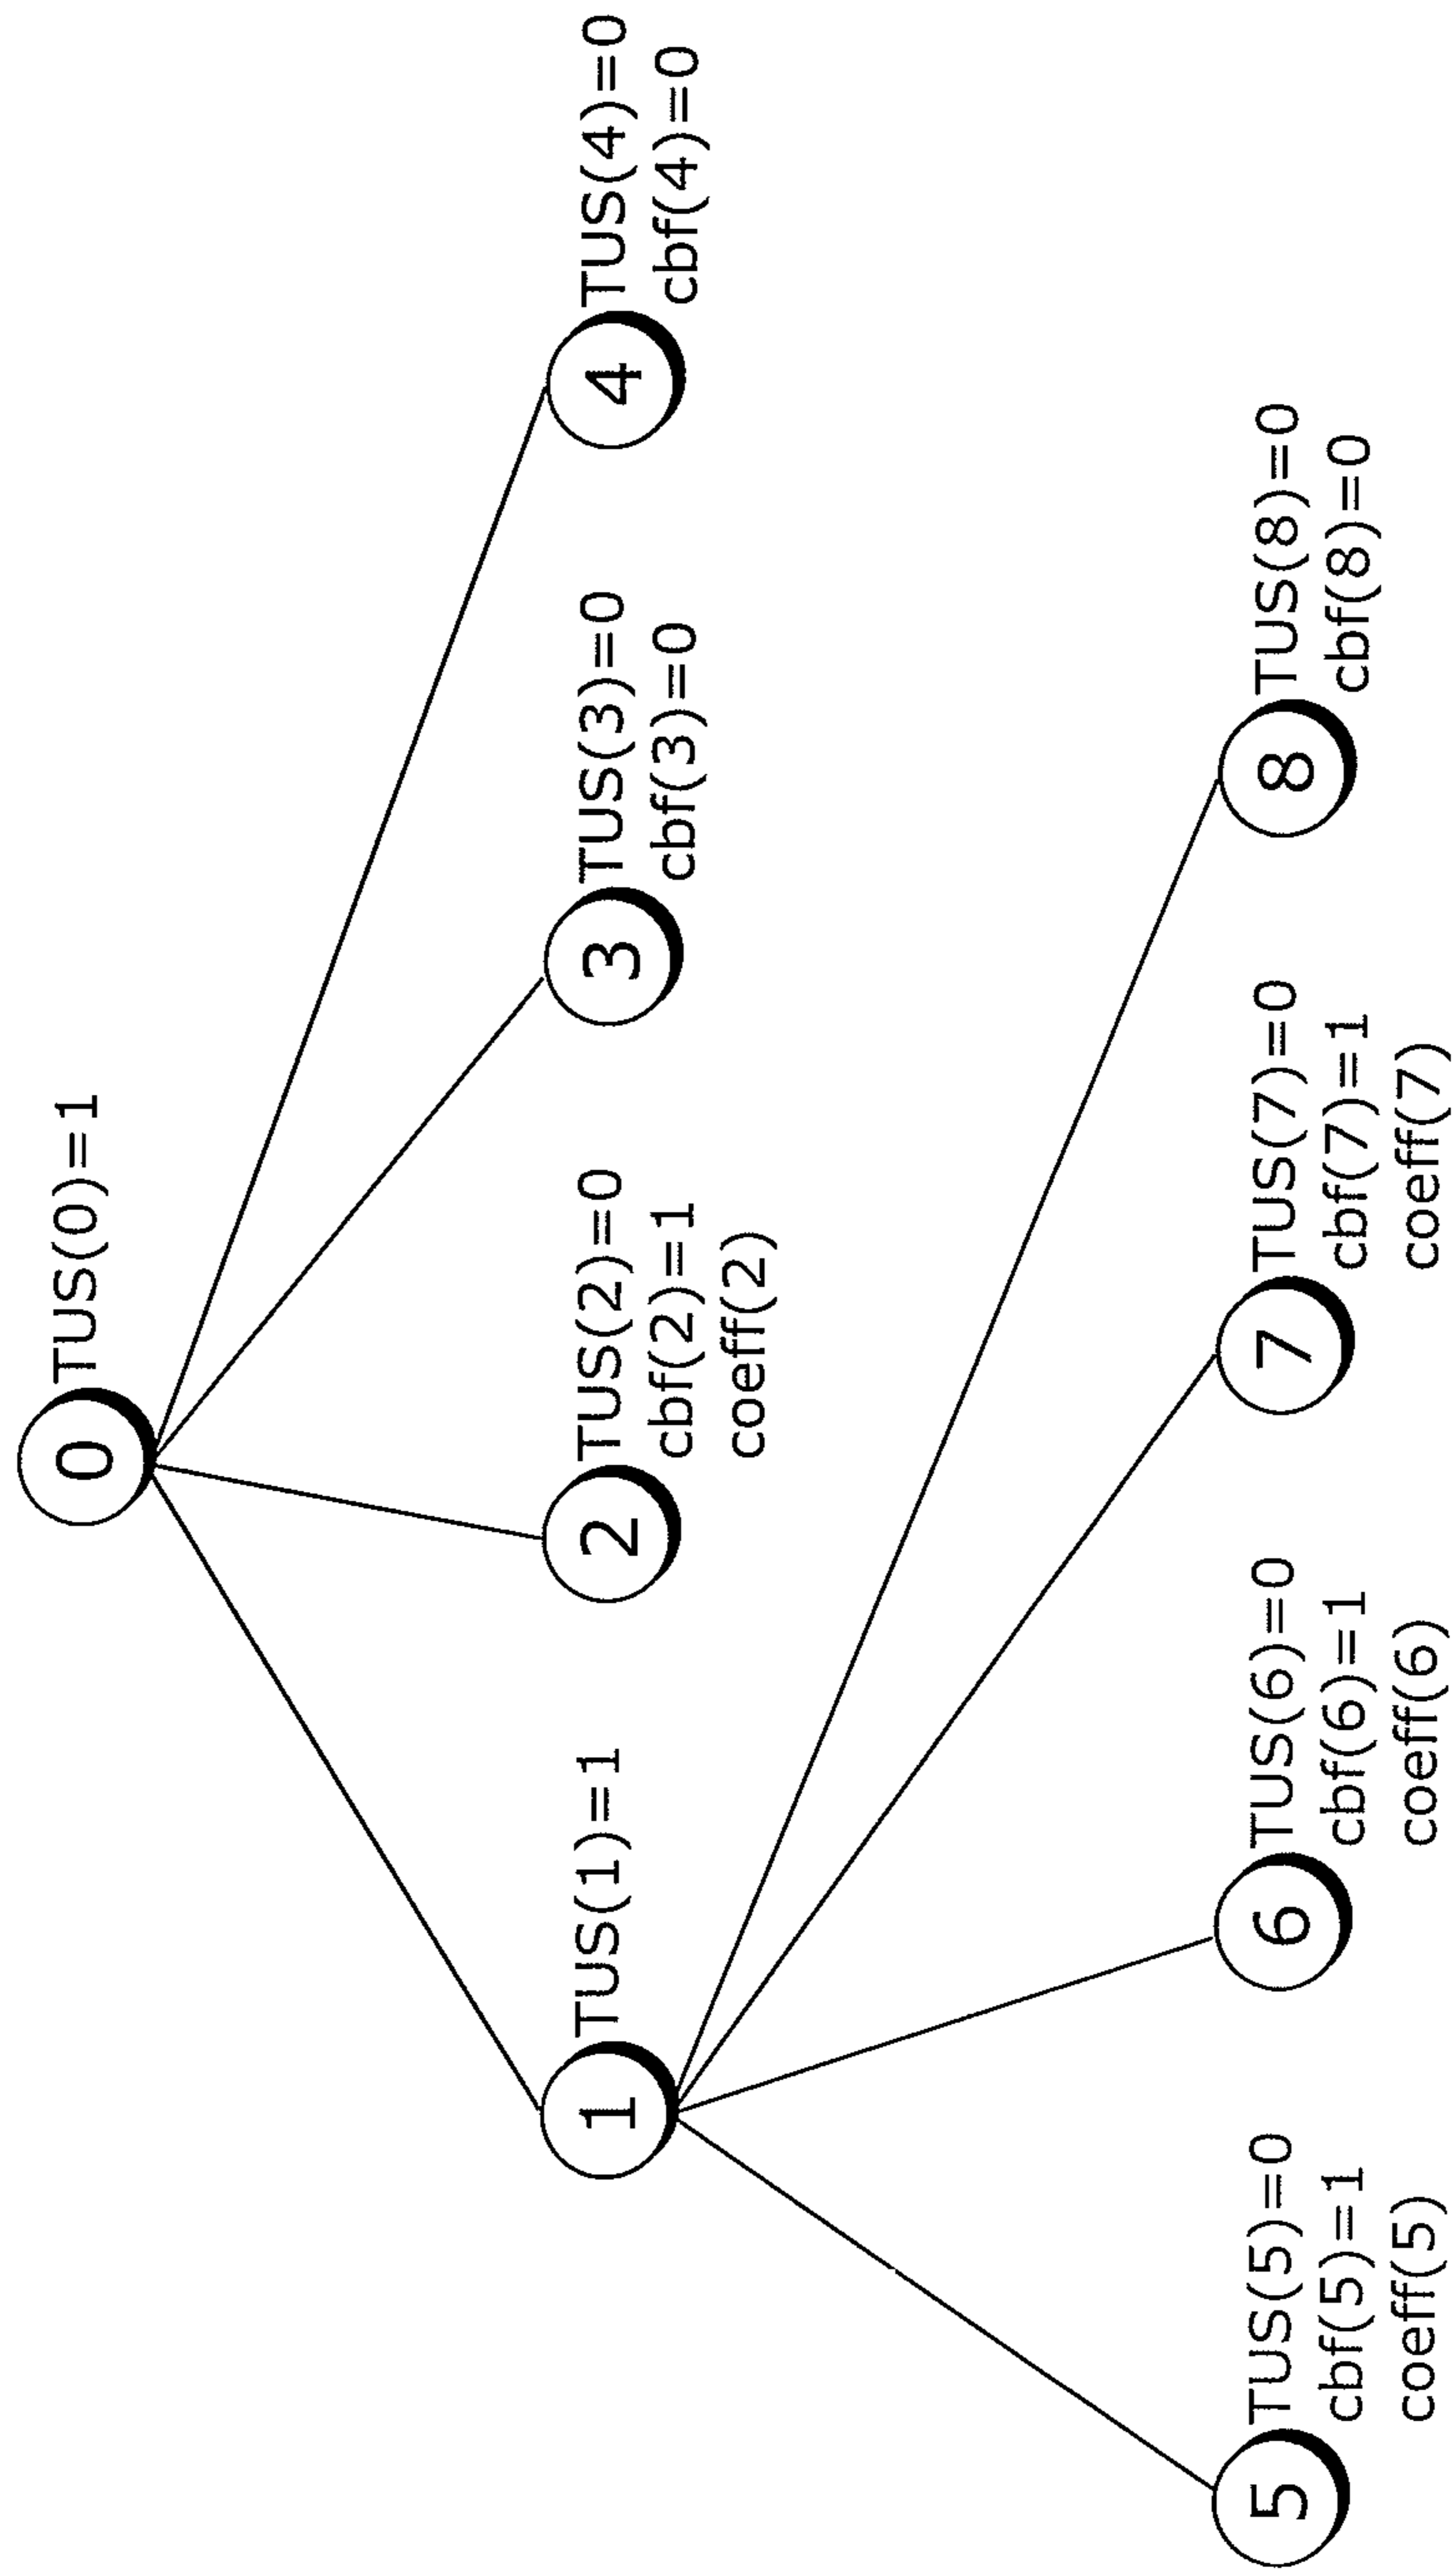 0
TUS(0)=1
1
TUS(1)=1
2
TUS(2)=0
cbf(2)=1
coeff(2)
3
TUS(3)=0
cbf(3)=0
4
TUS(4)=0
cbf(4)=0
5
TUS(5)=0
cbf(5)=1
coeff(5)
6
TUS(6)=0
cbf(6)=1
coeff(6)
7
TUS(7)=0
cbf(7)=1
coeff(7)
8
TUS(8)=0
cbf(8)=0